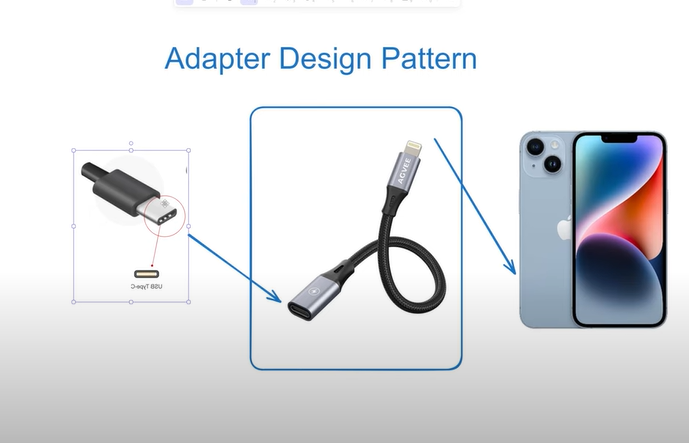 Adapter Design Pattern
AGVEE
USB Type-C